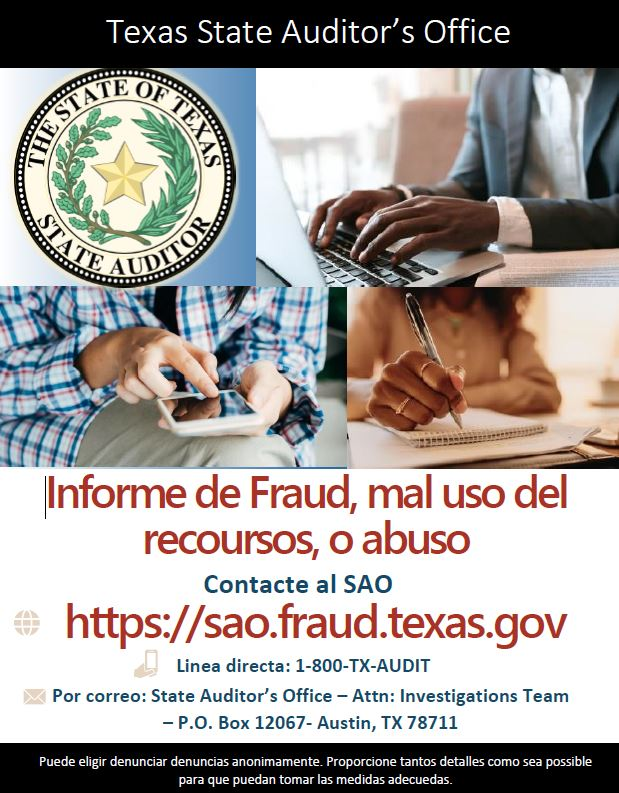 Texas State Auditor's Office
THE STATE OF TEXAS
STATE AUDITOR
Informe de Fraud, mal uso del
recoursos, o abuso
Contacte al SAO
https://sao.fraud.texas.gov
Linea directa: 1-800-TX-AUDIT
Por correo: State Auditor's Office – Attn: Investigations Team
– P.O. Box 12067- Austin, TX 78711
Puede eligir denunciar denuncias anonimamente. Proporcione tantos detalles como sea possible
para que puedan tomar las medidas adecuedas.